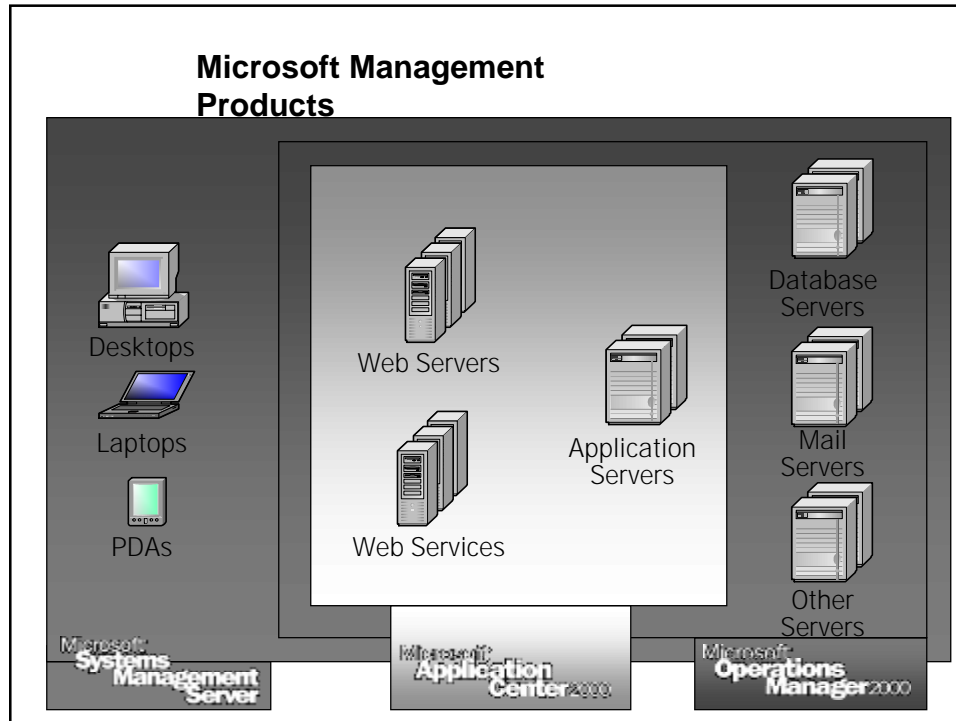 Microsoft Management
Products
Desktops
Laptops
PDAs
Web Servers
Web Services
Application
Servers
Database
Servers
Mail
Servers
Other
Servers
Microsoft
Systems
Management
Server
Microsoft
Application
Center 2000
Microsoft
Operations
Manager 2000